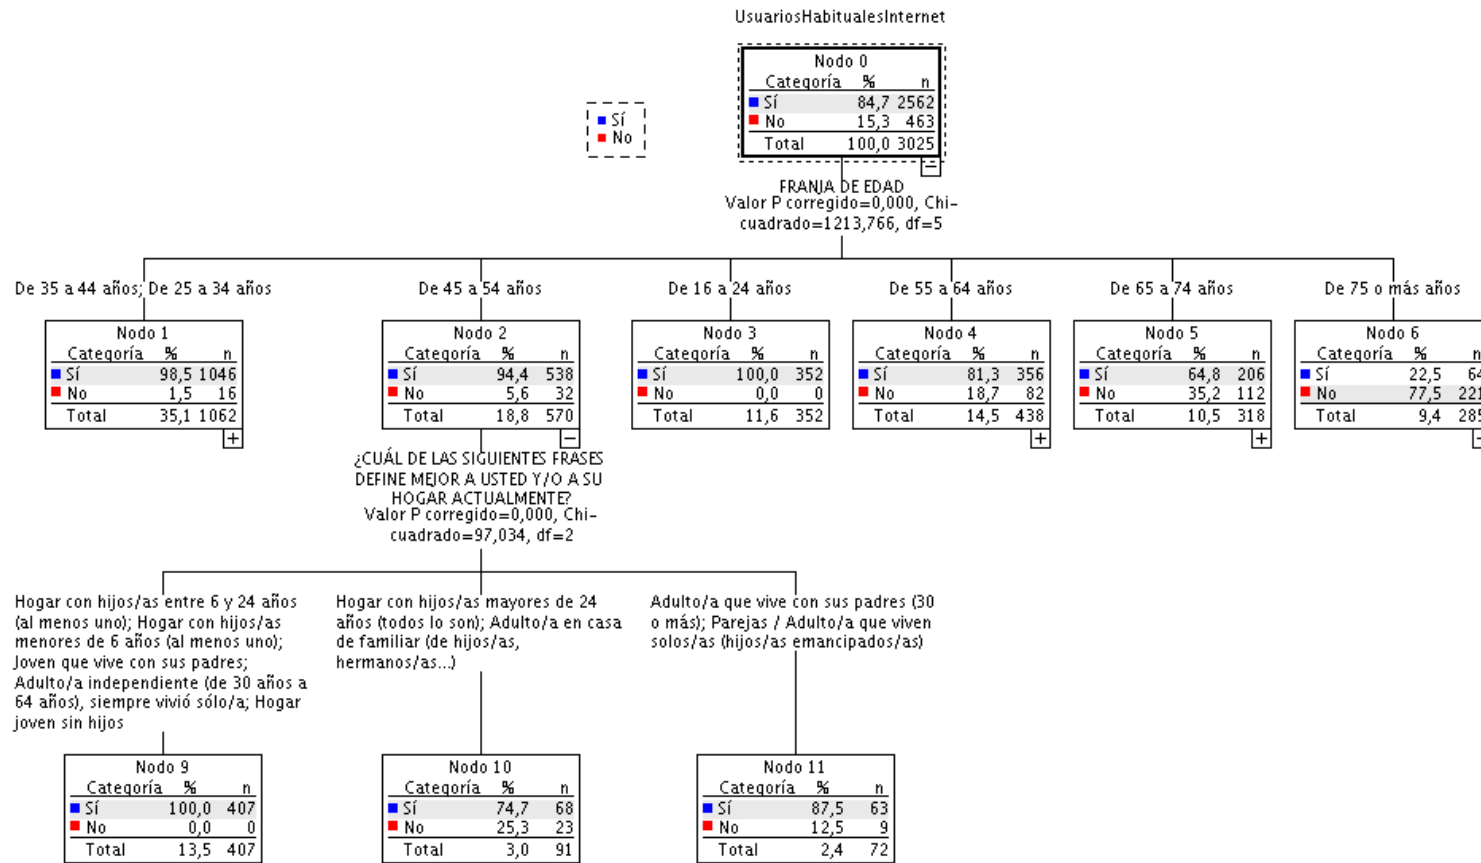 UsuariosHabitualesInternet
Nodo 0
Categoría % n
Sí 84,7 2562
No 15,3 463
Total 100,0 3025
Sí
No
FRANJA DE EDAD
Valor P corregido=0,000, Chi-
cuadrado=1213,766, df=5
De 35 a 44 años; De 25 a 34 años
Nodo 1
Categoría % n
Sí 98,5 1046
No 1,5 16
Total 35,1 1062
De 45 a 54 años
Nodo 2
Categoría % n
Sí 94,4 538
No 5,6 32
Total 18,8 570
De 16 a 24 años
Nodo 3
Categoría % n
Sí 100,0 352
No 0,0 0
Total 11,6 352
De 55 a 64 años
Nodo 4
Categoría % n
Sí 81,3 356
No 18,7 82
Total 14,5 438
De 65 a 74 años
Nodo 5
Categoría % n
Sí 64,8 206
No 35,2 112
Total 10,5 318
De 75 o más años
Nodo 6
Categoría % n
Sí 22,5 64
No 77,5 221
Total 9,4 285
¿CUÁL DE LAS SIGUIENTES FRASES
DEFINE MEJOR A USTED Y/O A SU
HOGAR ACTUALMENTE?
Valor P corregido=0,000, Chi-
cuadrado=97,034, df=2
Hogar con hijos/as entre 6 y 24 años
(al menos uno); Hogar con hijos/as
menores de 6 años (al menos uno);
Joven que vive con sus padres;
Adulto/a independiente (de 30 años a
64 años), siempre vivió sólo/a; Hogar
joven sin hijos
Nodo 9
Categoría % n
Sí 100,0 407
No 0,0 0
Total 13,5 407
Hogar con hijos/as mayores de 24
años (todos lo son); Adulto/a en casa
de familiar (de hijos/as,
hermanos/as...)
Nodo 10
Categoría % n
Sí 74,7 68
No 25,3 23
Total 3,0 91
Adulto/a que vive con sus padres (30
o más); Parejas / Adulto/a que viven
solos/as (hijos/as emancipados/as)
Nodo 11
Categoría % n
Sí 87,5 63
No 12,5 9
Total 2,4 72